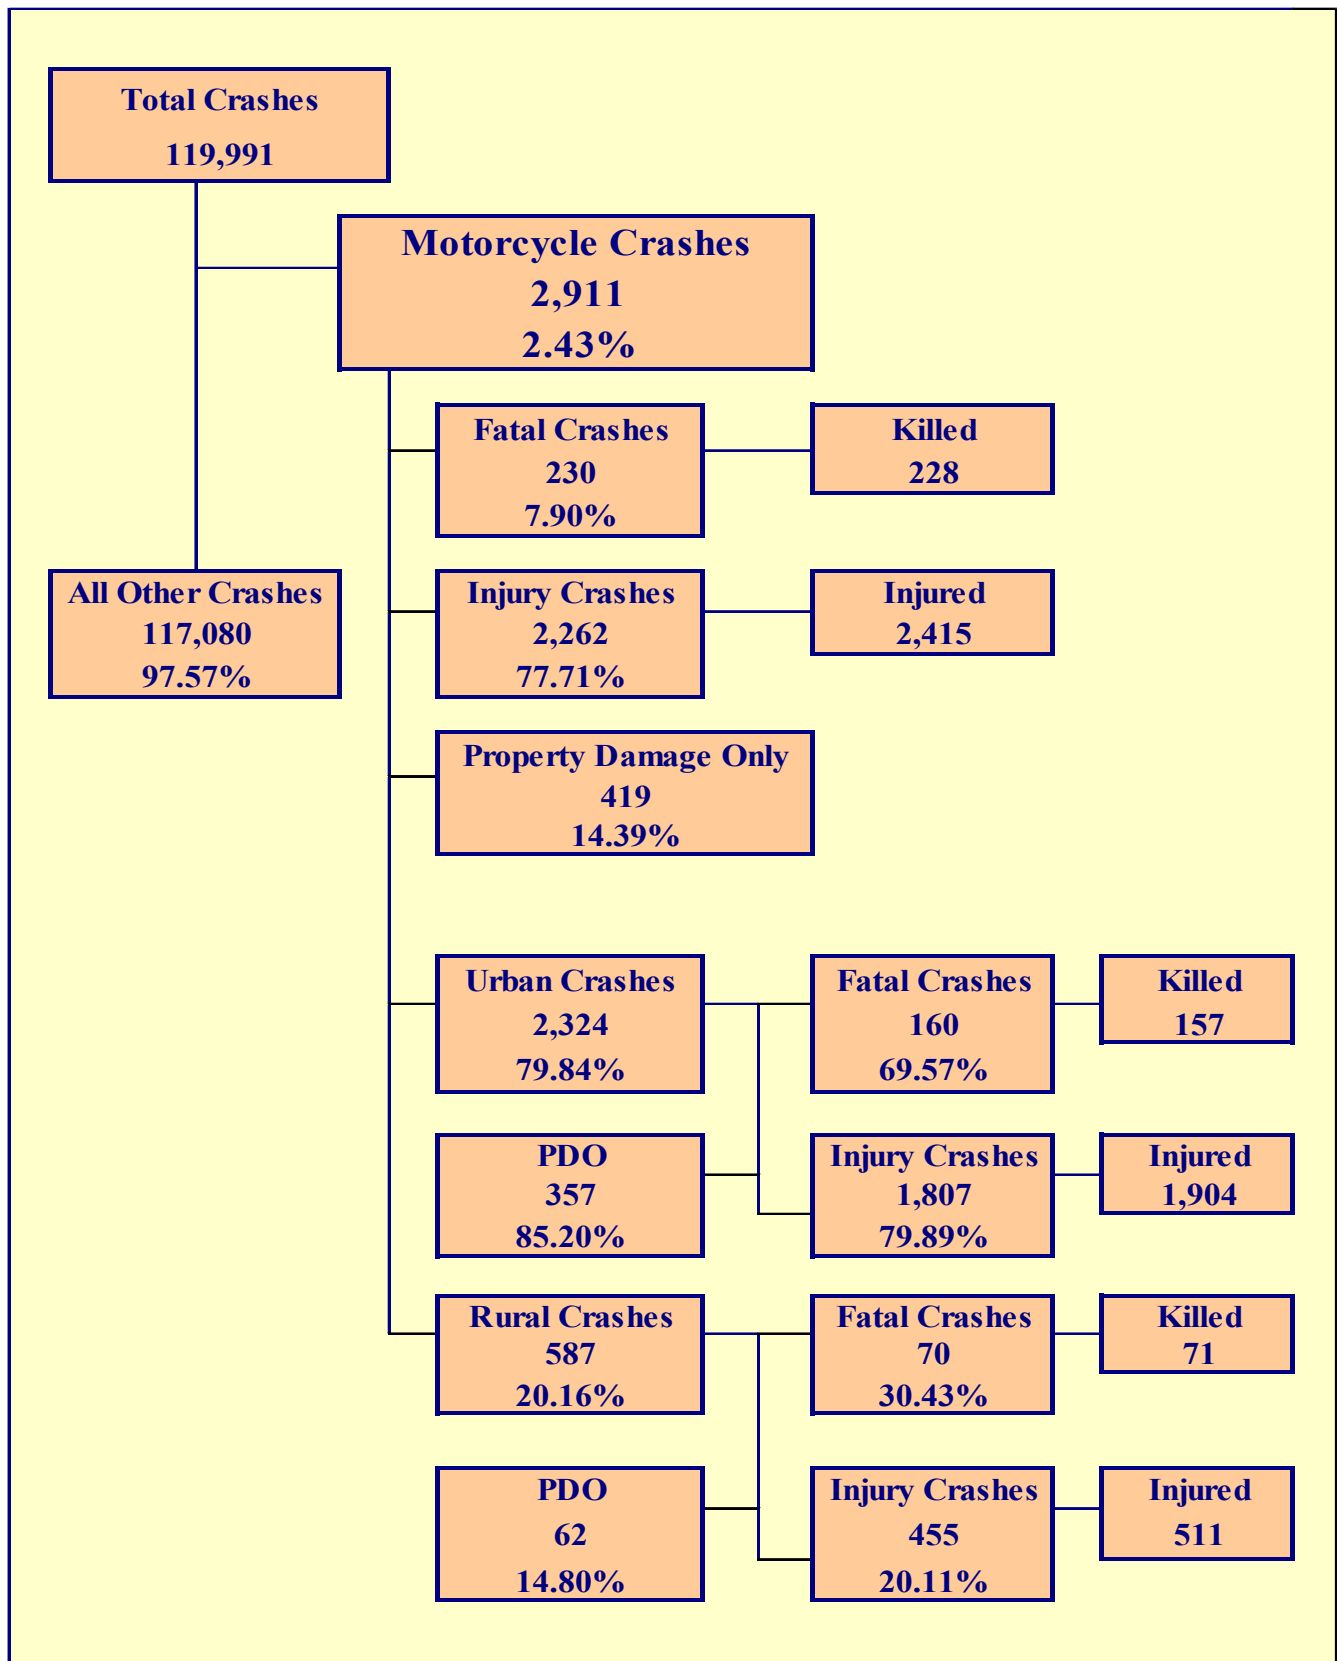 Total Crashes
119,991
Motorcycle Crashes
2,911
2.43%
Fatal Crashes
230
7.90%
Killed
228
All Other Crashes
117,080
97.57%
Injury Crashes
2,262
77.71%
Injured
2,415
Property Damage Only
419
14.39%
Urban Crashes
2,324
79.84%
Fatal Crashes
160
69.57%
Killed
157
PDO
357
85.20%
Injury Crashes
1,807
79.89%
Injured
1,904
Rural Crashes
587
20.16%
Fatal Crashes
70
30.43%
Killed
71
PDO
62
14.80%
Injury Crashes
455
20.11%
Injured
511